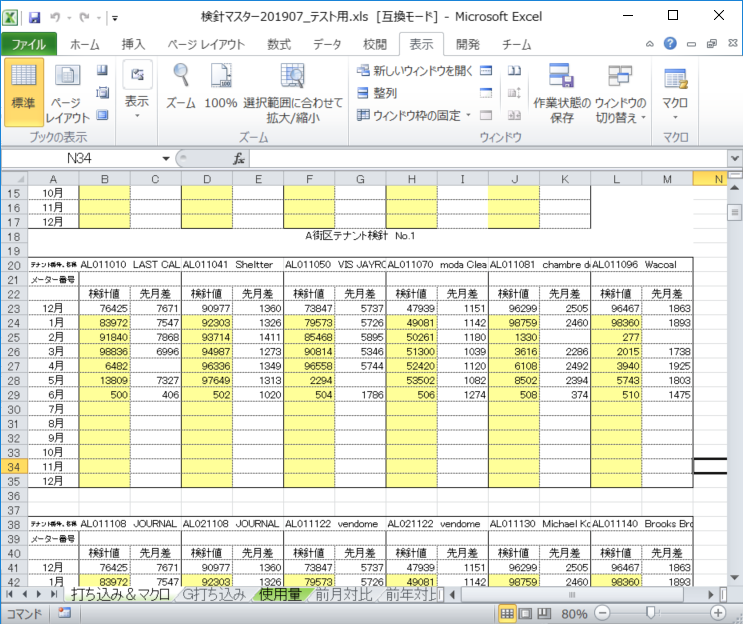 検針マスター201907_テスト用.xls [互換モード] - Microsoft Excel
ファイル ホーム 挿入 ページ レイアウト 数式 データ 校閲 表示 開発 チーム
標準 ページ レイアウト 表示 ズーム 100% 選択範囲に合わせて 拡大/縮小 新しいウィンドウを開く 整列 ウィンドウ枠の固定 作業状態の 保存 ウィンドウの 切り替え マクロ
ブックの表示 ズーム ウィンドウ マクロ
N34 fx
A B C D E F G H I J K L M N
15 10月
16 11月
17 12月
18 A街区テナント検針 No.1
19
20 テナント番号、名称 AL011010 LAST CAL AL011041 Sheltter AL011050 VIS JAYRO AL011070 moda Clea AL011081 chambre d AL011096 Wacoal
21 メーター番号
22 検針値 先月差 検針値 先月差 検針値 先月差 検針値 先月差 検針値 先月差 検針値 先月差
23 12月 76425 7671 90977 1360 73847 5737 47939 1151 96299 2505 96467 1863
24 1月 83972 7547 92303 1326 79573 5726 49081 1142 98759 2460 98360 1893
25 2月 91840 7868 93714 1411 85468 5895 50261 1180 1330 277
26 3月 98836 6996 94987 1273 90814 5346 51300 1039 3616 2286 2015 1738
27 4月 6482 96336 1349 96558 5744 52420 1120 6108 2492 3940 1925
28 5月 13809 7327 97649 1313 2294 53502 1082 8502 2394 5743 1803
29 6月 500 406 502 1020 504 1786 506 1274 508 374 510 1475
30 7月
31 8月
32 9月
33 10月
34 11月
35 12月
36
37
38 テナント番号、名称 AL011108 JOURNAL AL021108 JOURNAL AL011122 vendome AL021122 vendome AL011130 Michael Ko AL011140 Brooks Bro
39 メーター番号
40 検針値 先月差 検針値 先月差 検針値 先月差 検針値 先月差 検針値 先月差 検針値 先月差
41 12月 76425 7671 90977 1360 73847 5737 47939 1151 96299 2505 96467 1863
42 1月 83972 7547 92303 1326 79573 5726 49081 1142 98759 2460 98360 1893
打ち込み＆マクロ G打ち込み 使用量 前月対比 前年対比
コマンド 80%